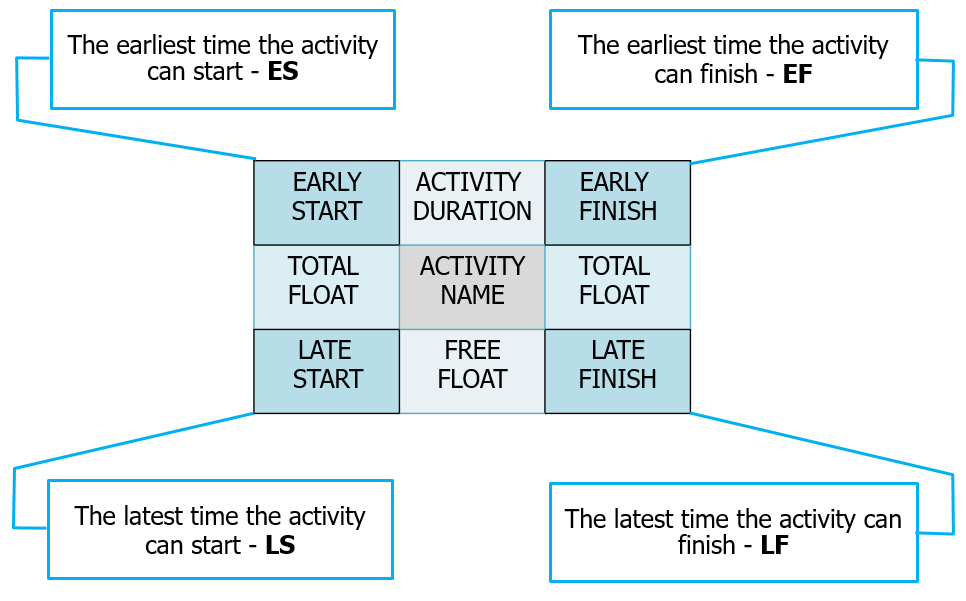 The earliest time the activity
can start - ES
The earliest time the activity
can finish - EF
EARLY
START
ACTIVITY
DURATION
EARLY
FINISH
TOTAL
FLOAT
ACTIVITY
NAME
TOTAL
FLOAT
LATE
START
FREE
FLOAT
LATE
FINISH
The latest time the activity
can start - LS
The latest time the activity can
finish - LF